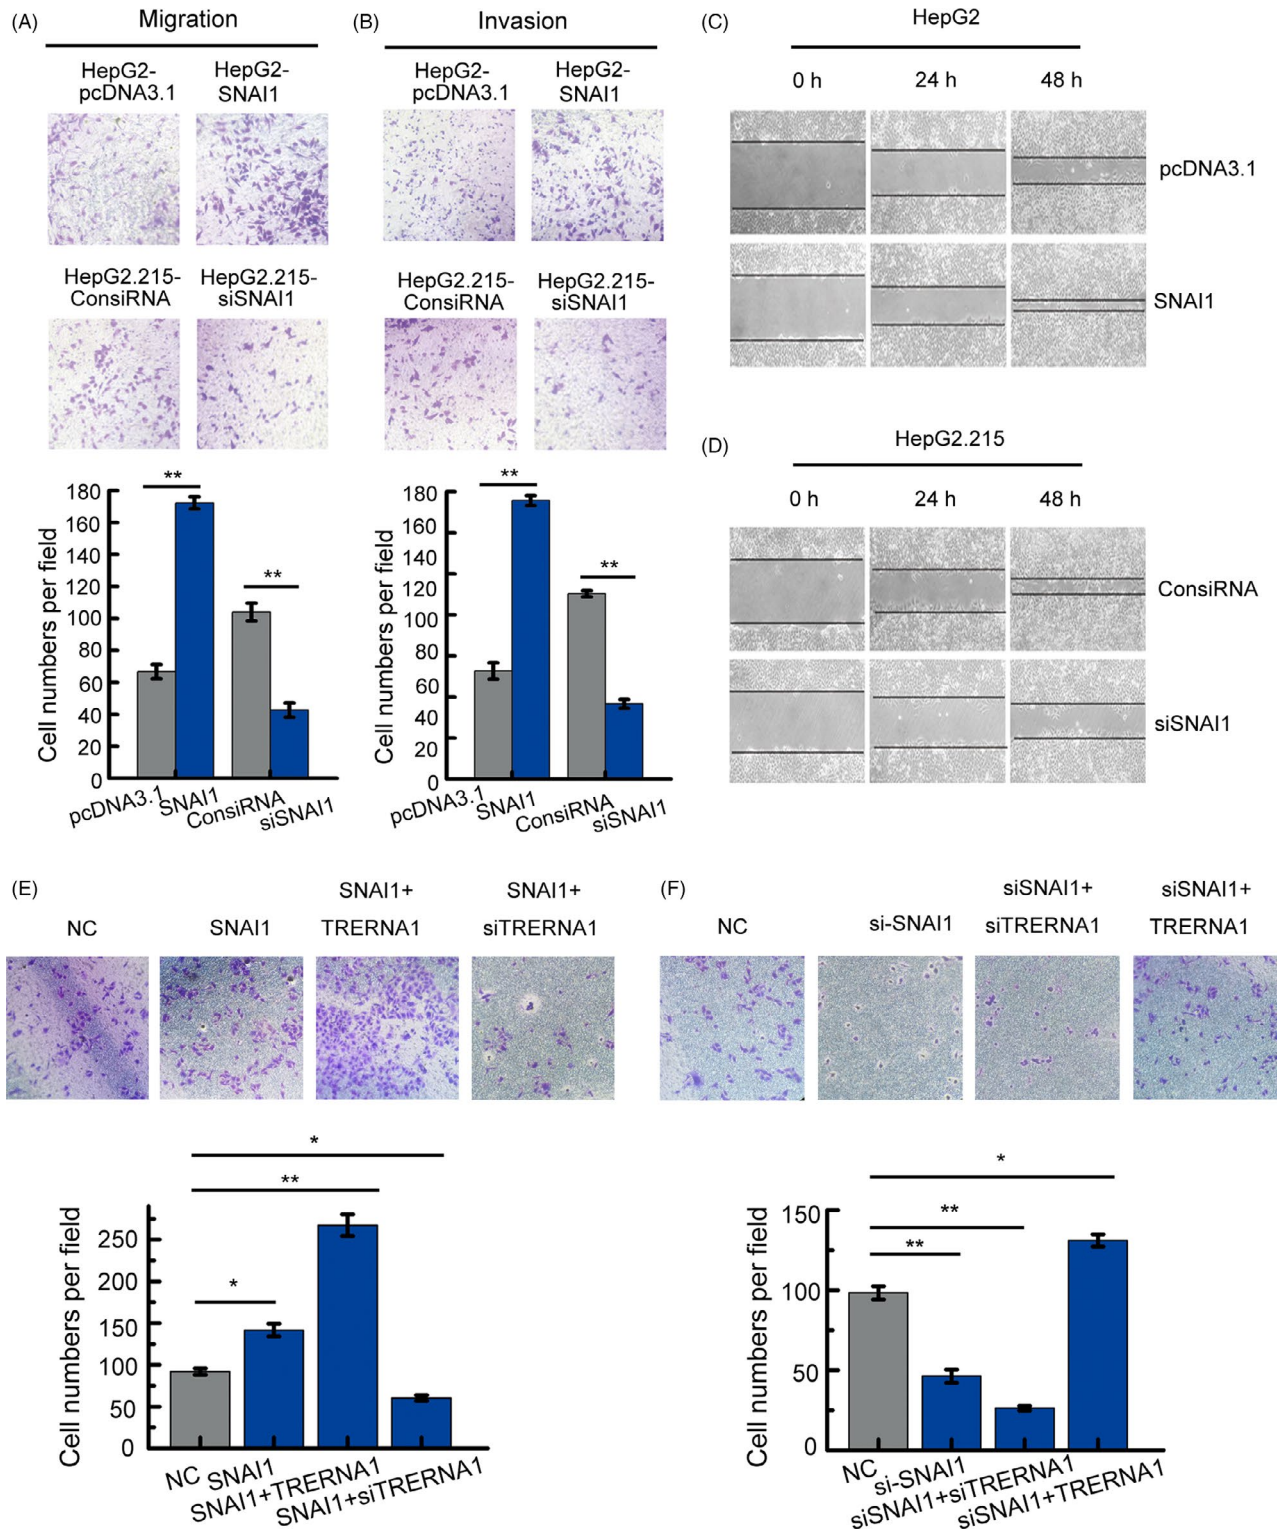 (A)
Migration
HepG2-
pcDNA3.1
HepG2-
SNAI1
HepG2.215-
ConsiRNA
HepG2.215-
siSNAI1
**
**
Cell numbers per field
180
160
140
120
100
80
60
40
20
0
pcDNA3.1
SNAI1
ConsiRNA
siSNAI1
(B)
Invasion
HepG2-
pcDNA3.1
HepG2-
SNAI1
HepG2.215-
ConsiRNA
HepG2.215-
siSNAI1
**
**
Cell numbers per field
180
160
140
120
100
80
60
40
20
0
pcDNA3.1
SNAI1
ConsiRNA
siSNAI1
(C)
HepG2
0 h
24 h
48 h
pcDNA3.1
SNAI1
(D)
HepG2.215
0 h
24 h
48 h
ConsiRNA
siSNAI1
(E)
NC
SNAI1
SNAI1+
TRERNA1
SNAI1+
siTRERNA1
*
**
*
Cell numbers per field
250
200
150
100
50
0
NC
SNAI1
SNAI1+TRERNA1
SNAI1+siTRERNA1
(F)
NC
si-SNAI1
siSNAI1+
siTRERNA1
siSNAI1+
TRERNA1
*
**
**
Cell numbers per field
150
100
50
0
NC
si-SNAI1
siSNAI1+siTRERNA1
siSNAI1+TRERNA1